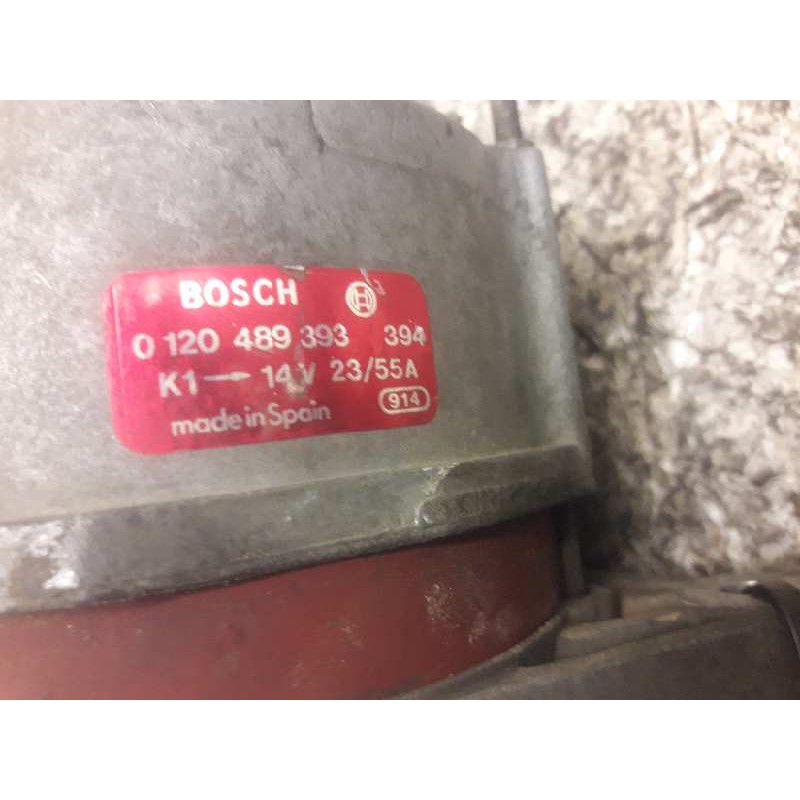 BOSCH
0 120 489 393 394
K1→ 14V 23/55A
made in Spain 914